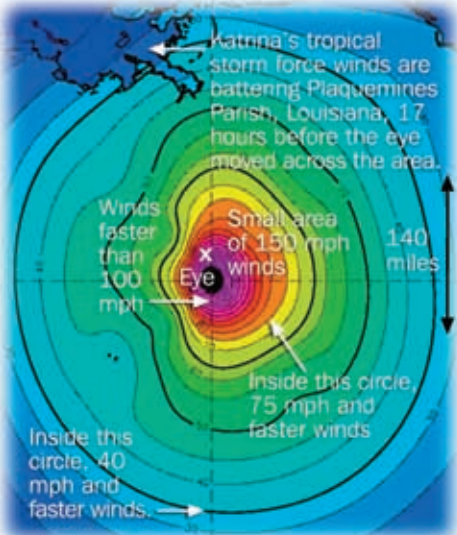 Katrina's tropical
storm force winds are
battering Plaquemines
Parish, Louisiana, 17
hours before the eye
moved across the area.
Winds
faster
than
100
mph
Small area
of 150 mph
winds
x
Eye
140
miles
Inside this circle,
75 mph and
faster winds
Inside this
circle, 40
mph and
faster winds.